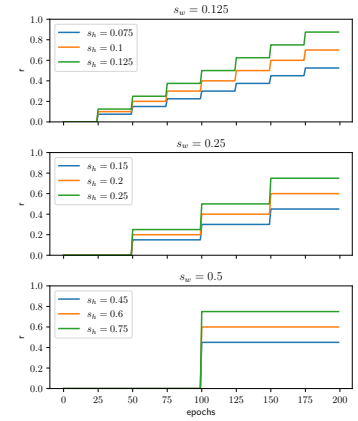 s_w = 0.125
1.0
0.8
0.6
0.4
0.2
0.0
r
s_h = 0.075
s_h = 0.1
s_h = 0.125
s_w = 0.25
1.0
0.8
0.6
0.4
0.2
0.0
r
s_h = 0.15
s_h = 0.2
s_h = 0.25
s_w = 0.5
1.0
0.8
0.6
0.4
0.2
0.0
r
s_h = 0.45
s_h = 0.6
s_h = 0.75
0 25 50 75 100 125 150 175 200
epochs